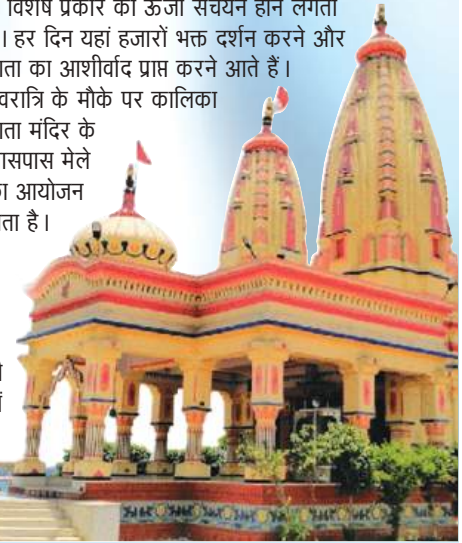 विशेष प्रकार की ऊर्जा संचयन होने लगती
। हर दिन यहां हजारों भक्त दर्शन करने और
ाता का आशीर्वाद प्राप्त करने आते हैं।
वरात्रि के मौके पर कालिका
ाता मंदिर के
ासपास मेले
का आयोजन
ोता है।